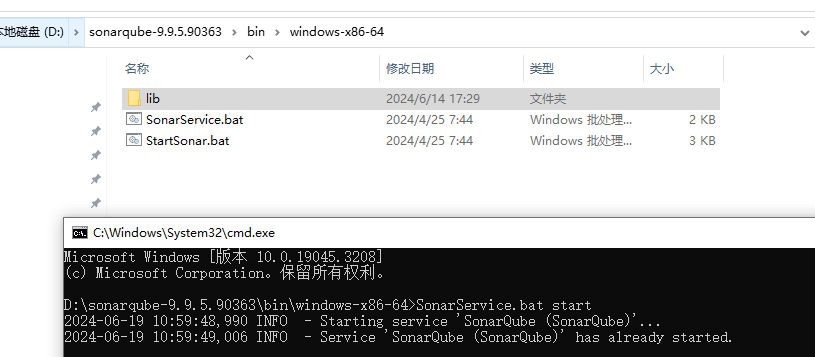 本地磁盘 (D:) › sonarqube-9.9.5.90363 › bin › windows-x86-64
名称 修改日期 类型 大小
lib 2024/6/14 17:29 文件夹
SonarService.bat 2024/4/25 7:44 Windows 批处理... 2 KB
StartSonar.bat 2024/4/25 7:44 Windows 批处理... 3 KB
C:\Windows\System32\cmd.exe
Microsoft Windows [版本 10.0.19045.3208]
(c) Microsoft Corporation。保留所有权利。
D:\sonarqube-9.9.5.90363\bin\windows-x86-64>SonarService.bat start
2024-06-19 10:59:48,990 INFO  - Starting service 'SonarQube (SonarQube)'...
2024-06-19 10:59:49,006 INFO  - Service 'SonarQube (SonarQube)' has already started.